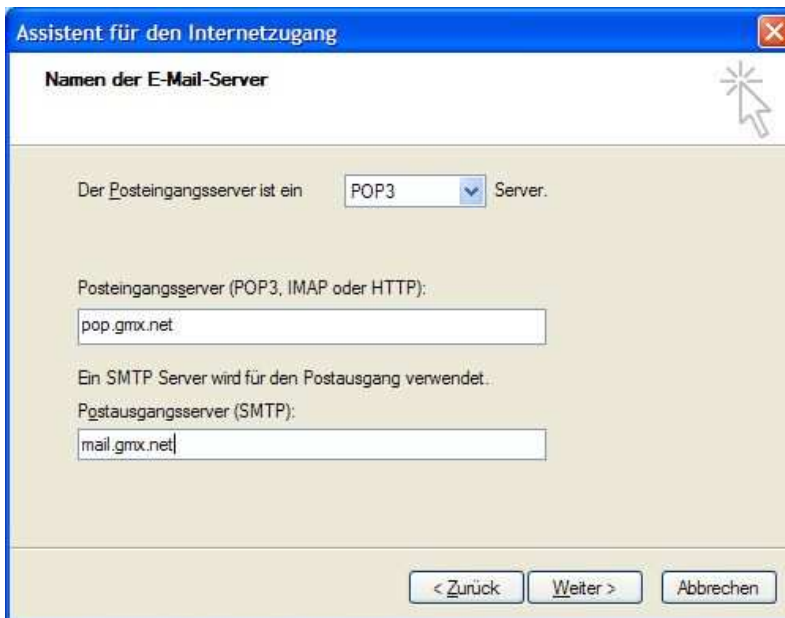 Assistent für den Internetzugang
Namen der E-Mail-Server
Der Posteingangsserver ist ein POP3 Server.
Posteingangsserver (POP3, IMAP oder HTTP):
pop.gmx.net
Ein SMTP Server wird für den Postausgang verwendet.
Postausgangsserver (SMTP):
mail.gmx.net
< Zurück Weiter > Abbrechen